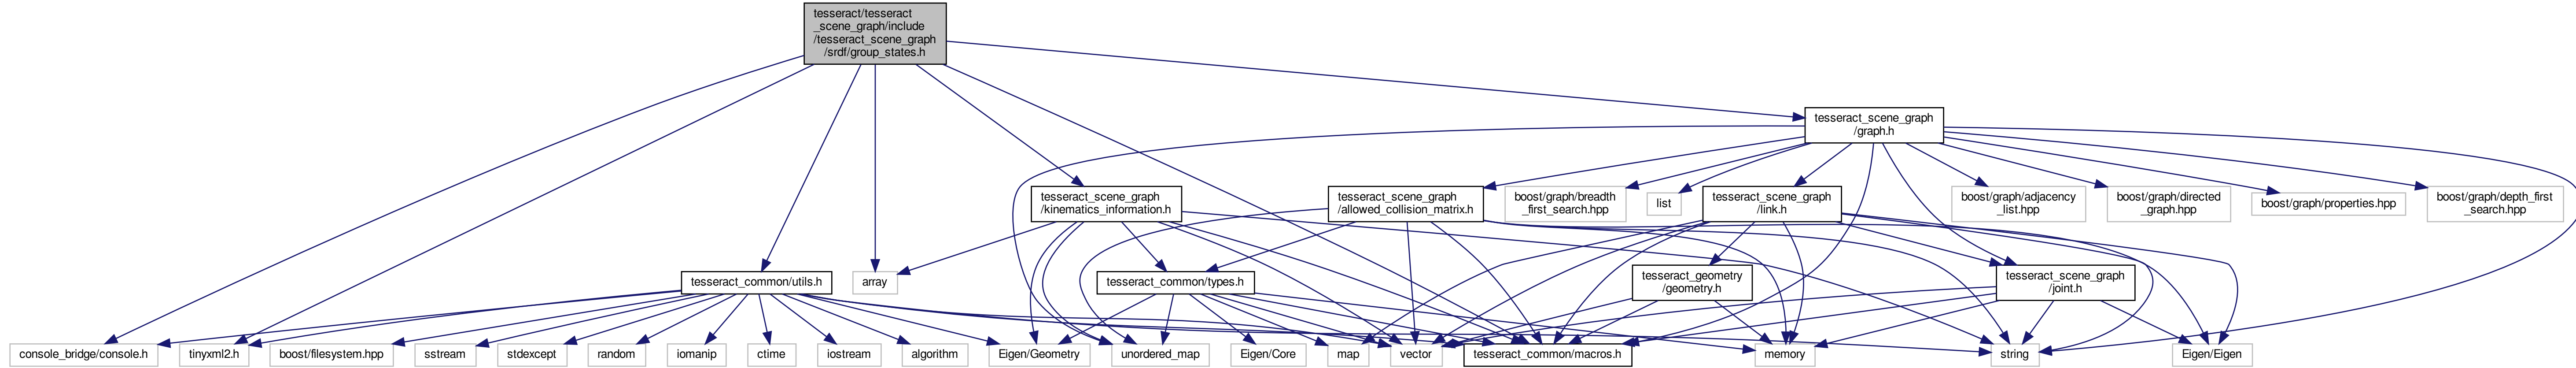 tesseract/tesseract
_scene_graph/include
/tesseract_scene_graph
/srdf/group_states.h
tesseract_scene_graph
/graph.h
tesseract_scene_graph
/kinematics_information.h
tesseract_scene_graph
/allowed_collision_matrix.h
boost/graph/breadth
_first_search.hpp
list
tesseract_scene_graph
/link.h
boost/graph/adjacency
_list.hpp
boost/graph/directed
_graph.hpp
boost/graph/properties.hpp
boost/graph/depth_first
_search.hpp
tesseract_common/utils.h
array
tesseract_common/types.h
tesseract_geometry
/geometry.h
tesseract_scene_graph
/joint.h
console_bridge/console.h
tinyxml2.h
boost/filesystem.hpp
sstream
stdexcept
random
iomanip
ctime
iostream
algorithm
Eigen/Geometry
unordered_map
Eigen/Core
map
vector
tesseract_common/macros.h
memory
string
Eigen/Eigen